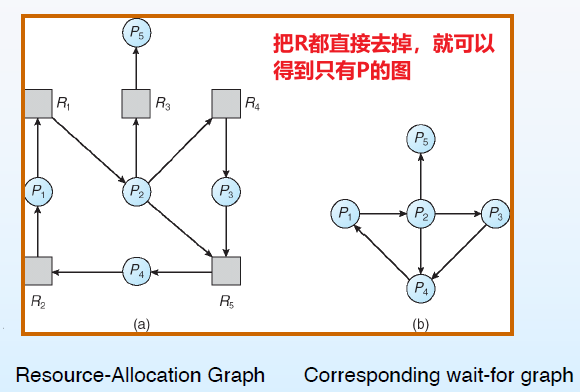 P5
把R都直接去掉，就可以
得到只有P的图
R1
R3
R4
P5
P1
P2
P3
P1
P2
P3
P4
P4
R2
R5
(a)
(b)
Resource-Allocation Graph
Corresponding wait-for graph